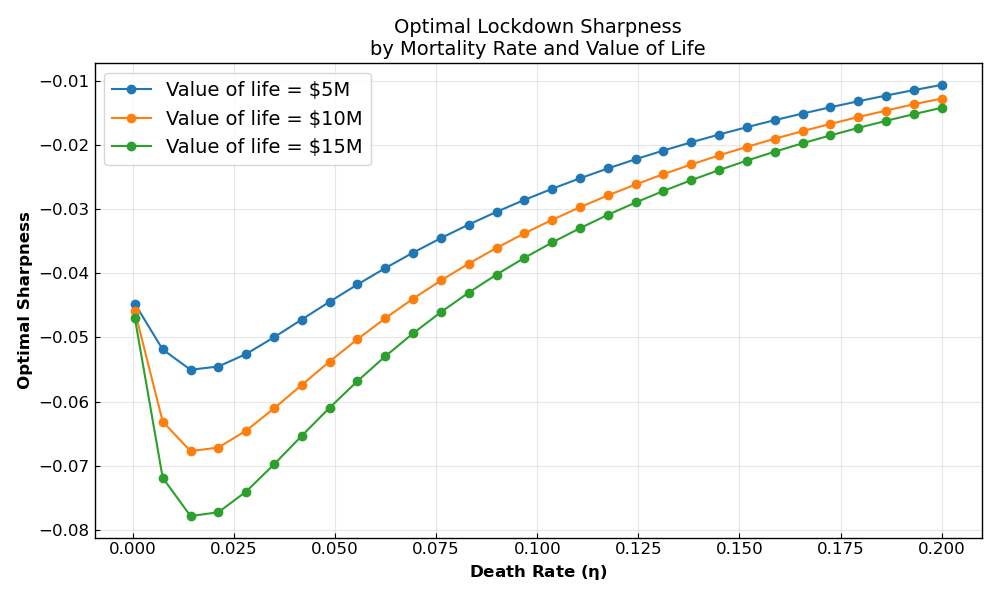 Optimal Lockdown Sharpness
by Mortality Rate and Value of Life
Value of life = $5M
Value of life = $10M
Value of life = $15M
Optimal Sharpness
−0.01
−0.02
−0.03
−0.04
−0.05
−0.06
−0.07
−0.08
0.000 0.025 0.050 0.075 0.100 0.125 0.150 0.175 0.200
Death Rate (η)